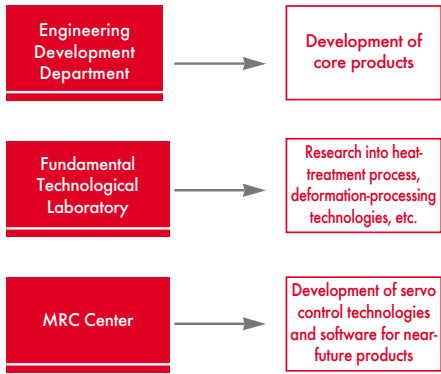 Engineering
Development
Department
Development of
core products
Fundamental
Technological
Laboratory
Research into heat-
treatment process,
deformation-processing
technologies, etc.
MRC Center
Development of servo
control technologies
and software for near-
future products